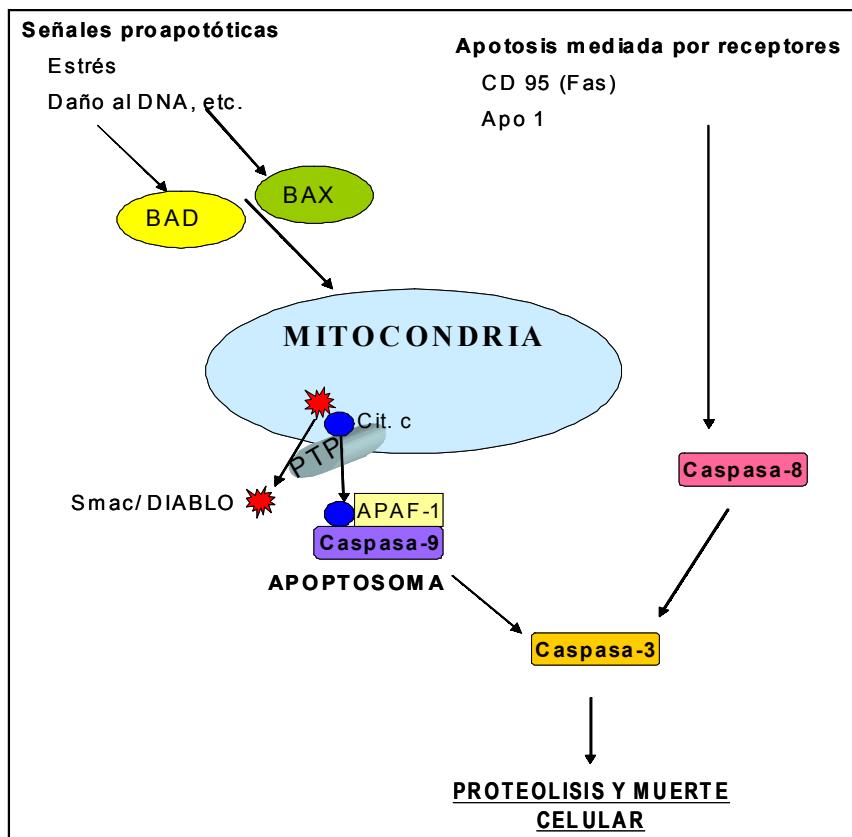 Señales proapotóticas
Estrés
Daño al DNA, etc.
Apotosis mediada por receptores
CD 95 (Fas)
Apo 1
BAX
BAD
MITOCONDRIA
Cit. c
PTP
Caspasa-8
Smac/DIABLO
APAF-1
Caspasa-9
APOPTOSOMA
Caspasa-3
PROTEOLISIS Y MUERTE
CELULAR